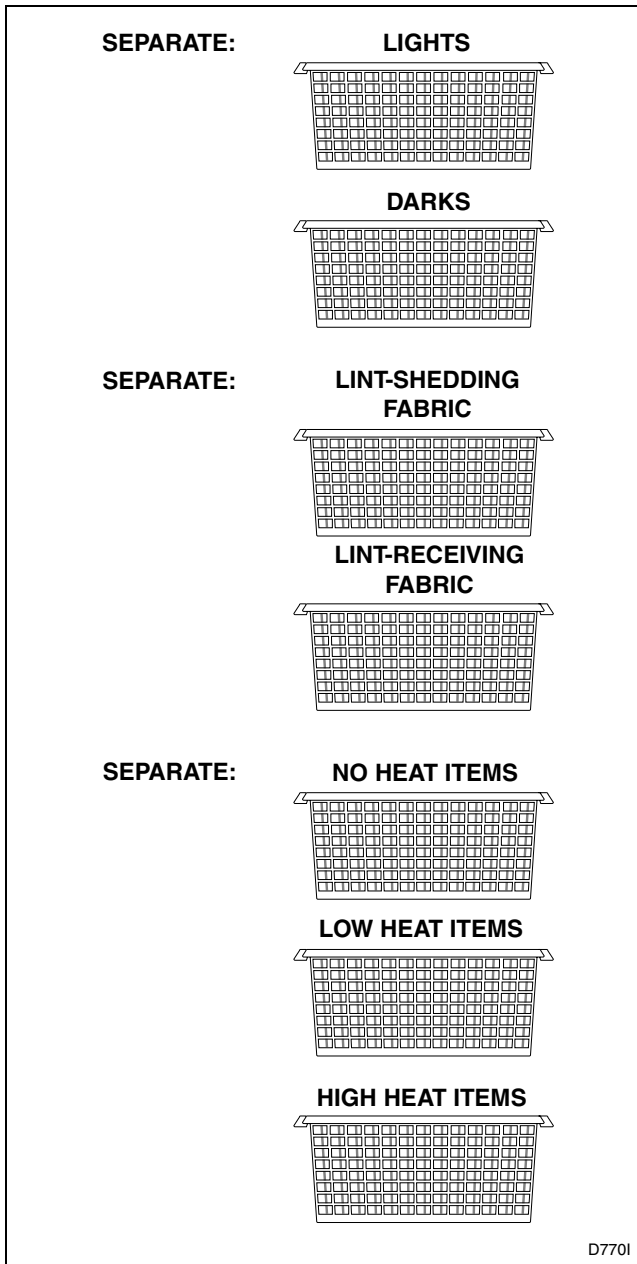 SEPARATE: LIGHTS
DARKS
SEPARATE: LINT-SHEDDING
FABRIC
LINT-RECEIVING
FABRIC
SEPARATE: NO HEAT ITEMS
LOW HEAT ITEMS
HIGH HEAT ITEMS
D770I